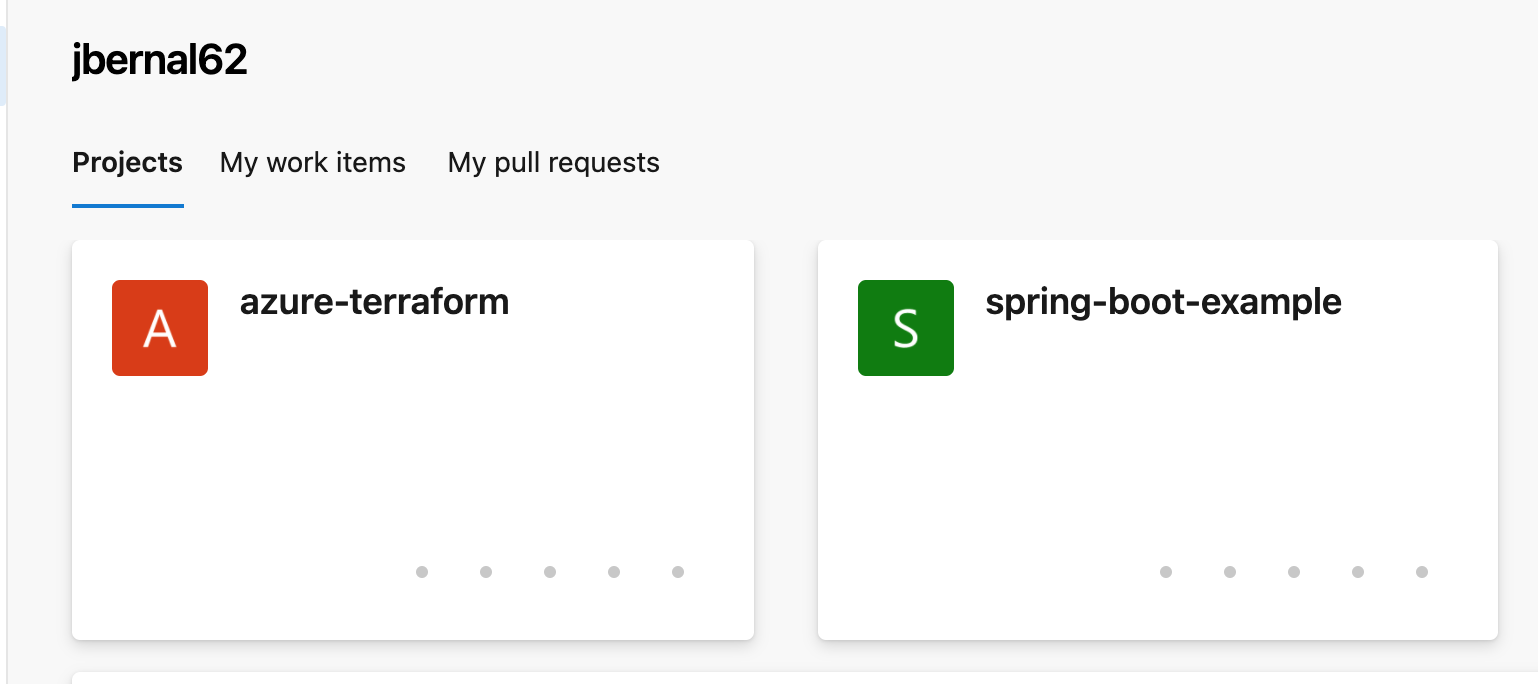 jbernal62
Projects My work items My pull requests
A azure-terraform
S spring-boot-example